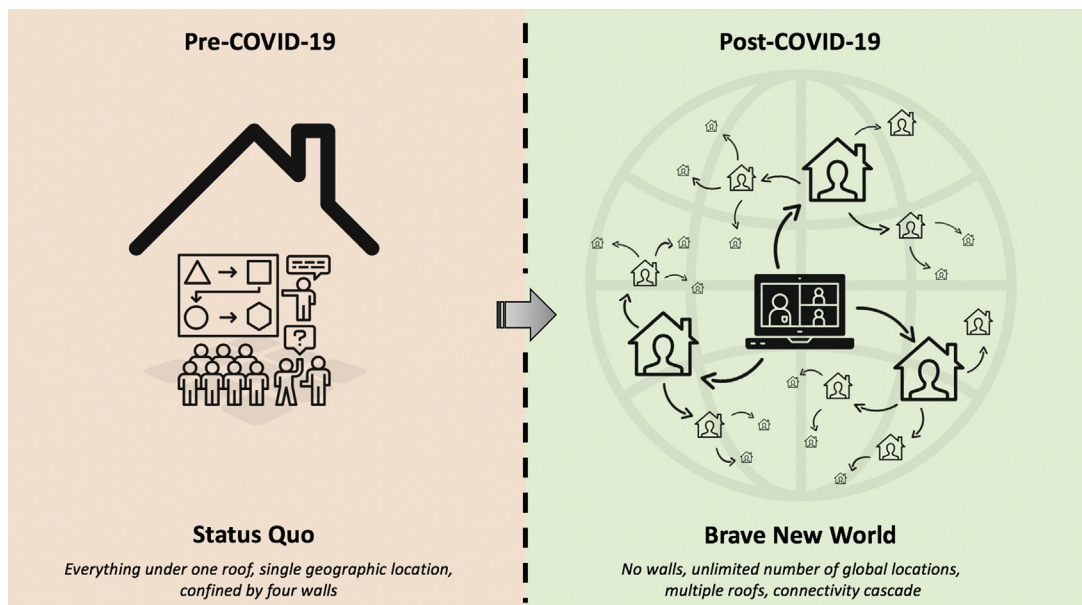 Pre-COVID-19
?
Status Quo
Everything under one roof, single geographic location,
confined by four walls
Post-COVID-19
Brave New World
No walls, unlimited number of global locations,
multiple roofs, connectivity cascade